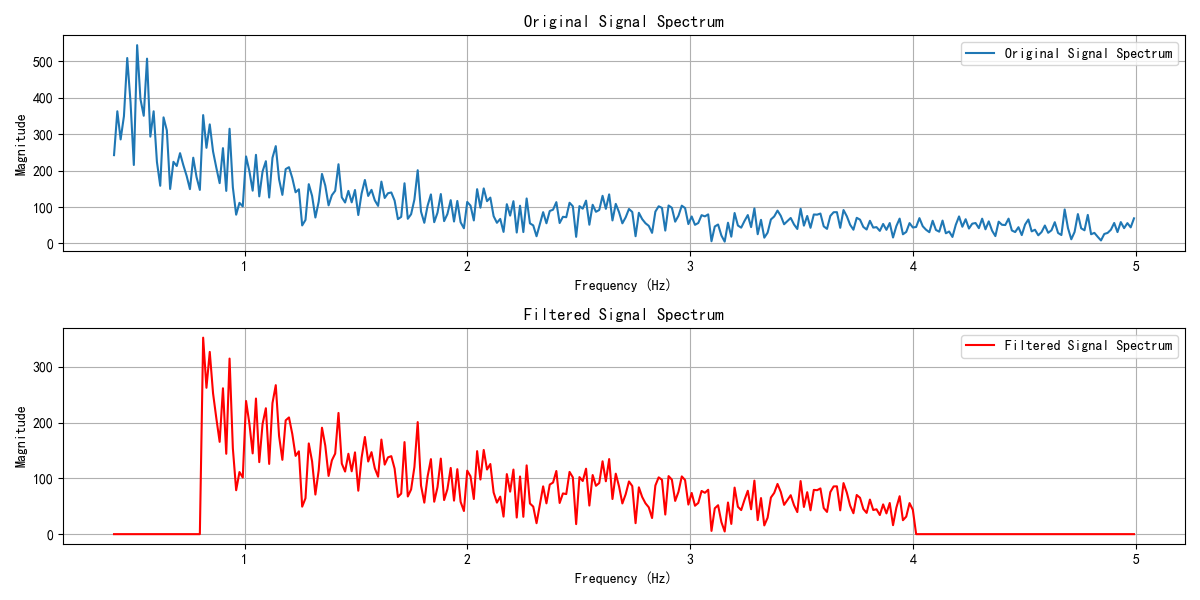 Original Signal Spectrum
Original Signal Spectrum
Magnitude
500
400
300
200
100
0
1
2
3
4
5
Frequency (Hz)
Filtered Signal Spectrum
Filtered Signal Spectrum
Magnitude
300
200
100
0
1
2
3
4
5
Frequency (Hz)